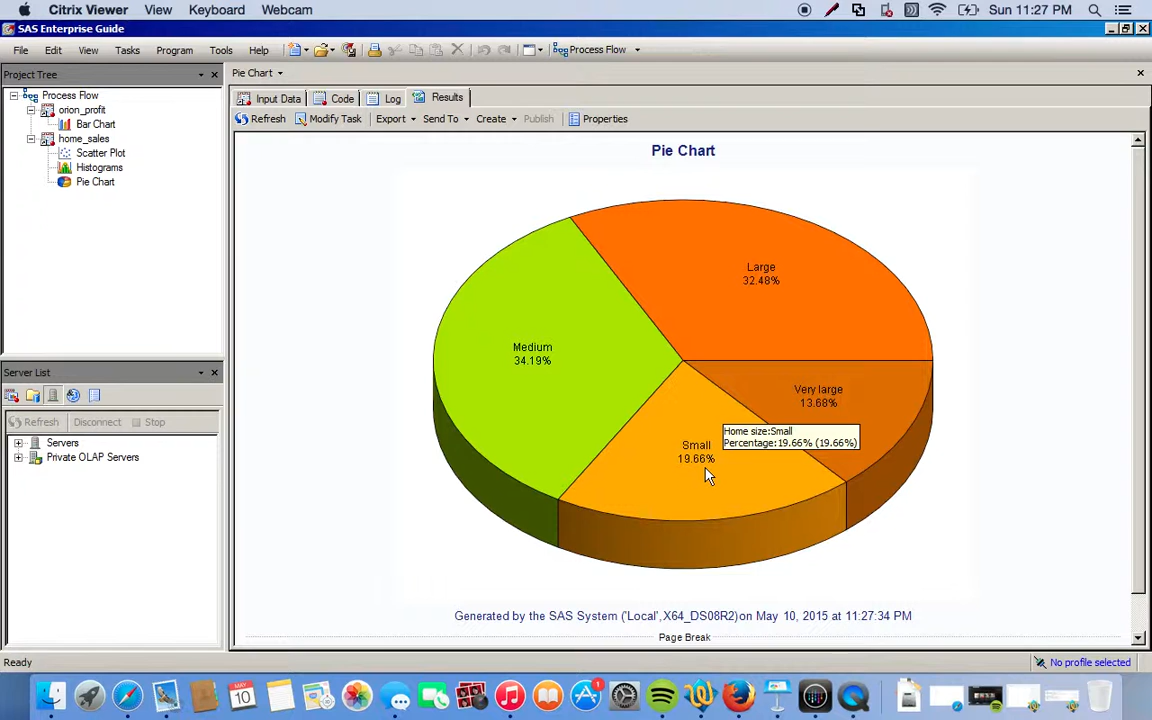 Citrix Viewer View Keyboard Webcam Sun 11:27 PM
SAS Enterprise Guide
File Edit View Tasks Program Tools Help Process Flow
Project Tree
Process Flow
orion_profit
Bar Chart
home_sales
Scatter Plot
Histograms
Pie Chart
Server List
Refresh Disconnect Stop
Servers
Private OLAP Servers
Pie Chart
Input Data Code Log Results
Refresh Modify Task Export Send To Create Publish Properties
Pie Chart
Large
32.48%
Medium
34.19%
Very large
13.68%
Small
19.66%
Home size:Small
Percentage:19.66% (19.66%)
Generated by the SAS System ('Local',X64_DS08R2)on May 10, 2015 at 11:27:34 PM
Page Break
Ready No profile selected
MAY
10
1